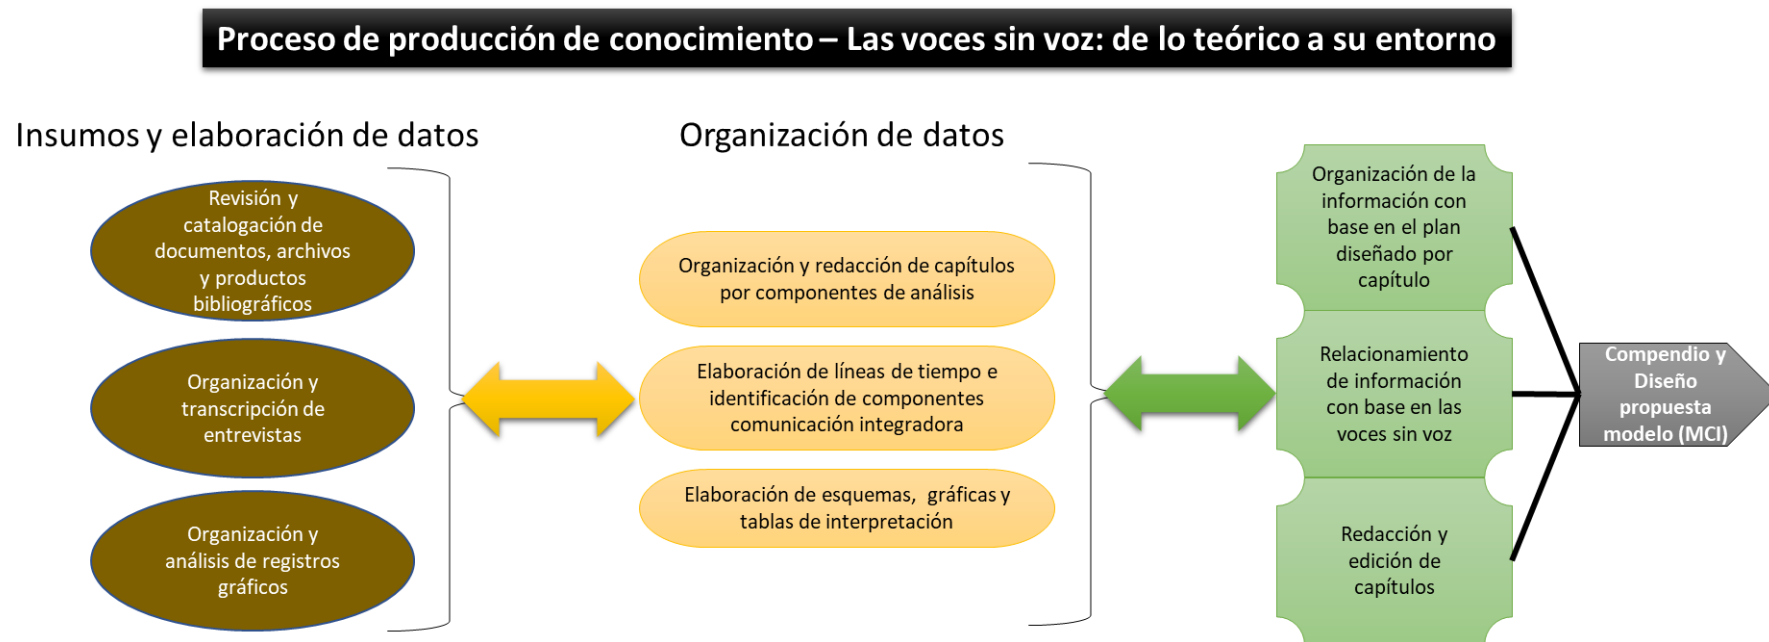 Proceso de producción de conocimiento – Las voces sin voz: de lo teórico a su entorno
Insumos y elaboración de datos
Revisión y
catalogación de
documentos, archivos
y productos
bibliográficos
Organización y
transcripción de
entrevistas
Organización y
análisis de registros
gráficos
Organización de datos
Organización y redacción de capítulos
por componentes de análisis
Elaboración de líneas de tiempo e
identificación de componentes
comunicación integradora
Elaboración de esquemas, gráficas y
tablas de interpretación
Organización de la
información con
base en el plan
diseñado por
capítulo
Relacionamiento
de información
con base en las
voces sin voz
Redacción y
edición de
capítulos
Compendio y
Diseño
propuesta
modelo (MCI)